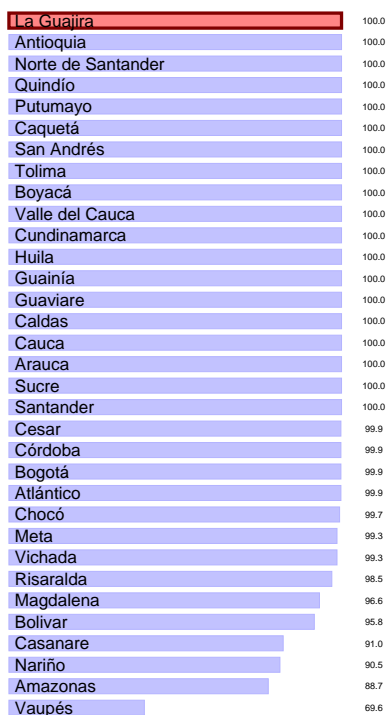 La Guajira 100.0
Antioquia 100.0
Norte de Santander 100.0
Quindío 100.0
Putumayo 100.0
Caquetá 100.0
San Andrés 100.0
Tolima 100.0
Boyacá 100.0
Valle del Cauca 100.0
Cundinamarca 100.0
Huila 100.0
Guainía 100.0
Guaviare 100.0
Caldas 100.0
Cauca 100.0
Arauca 100.0
Sucre 100.0
Santander 100.0
Cesar 99.9
Córdoba 99.9
Bogotá 99.9
Atlántico 99.9
Chocó 99.7
Meta 99.3
Vichada 99.3
Risaralda 98.5
Magdalena 96.6
Bolivar 95.8
Casanare 91.0
Nariño 90.5
Amazonas 88.7
Vaupés 69.6